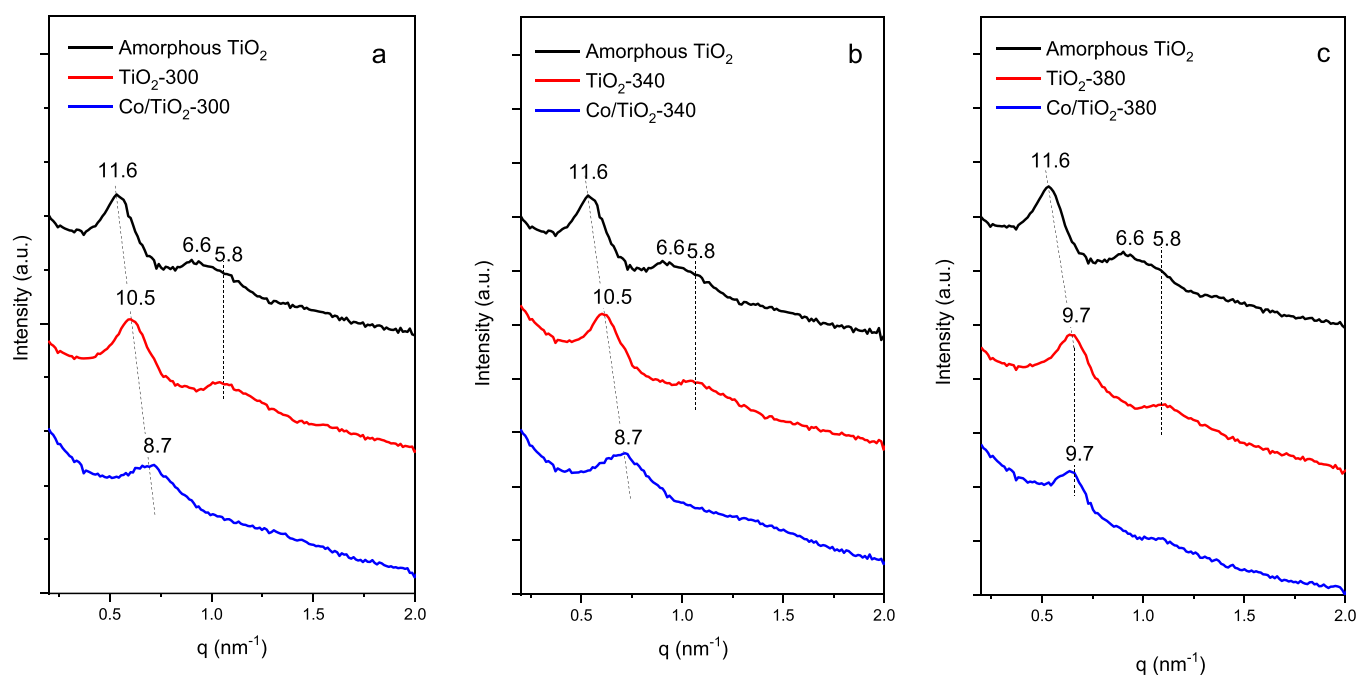 a
Amorphous TiO2
TiO2-300
Co/TiO2-300
11.6
6.6
5.8
10.5
8.7
Intensity (a.u.)
0.5 1.0 1.5 2.0
q (nm-1)
b
Amorphous TiO2
TiO2-340
Co/TiO2-340
11.6
6.6
5.8
10.5
8.7
Intensity (a.u.)
0.5 1.0 1.5 2.0
q (nm-1)
c
Amorphous TiO2
TiO2-380
Co/TiO2-380
11.6
6.6
5.8
9.7
9.7
Intensity (a.u.)
0.5 1.0 1.5 2.0
q (nm-1)